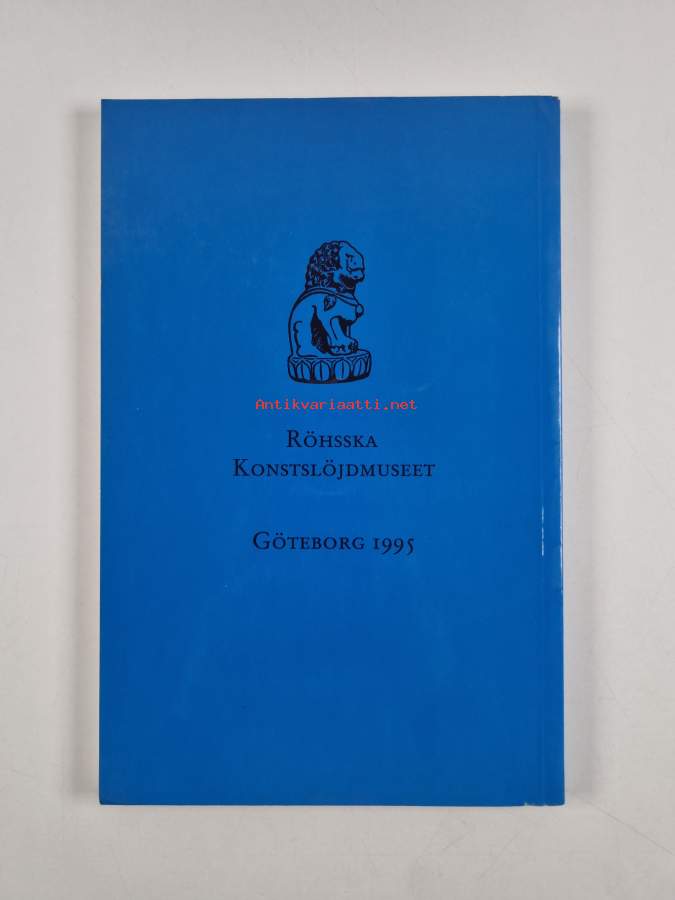 Antikvariaatti.net
Röhsska
Konstslöjdmuseet
Göteborg 1995